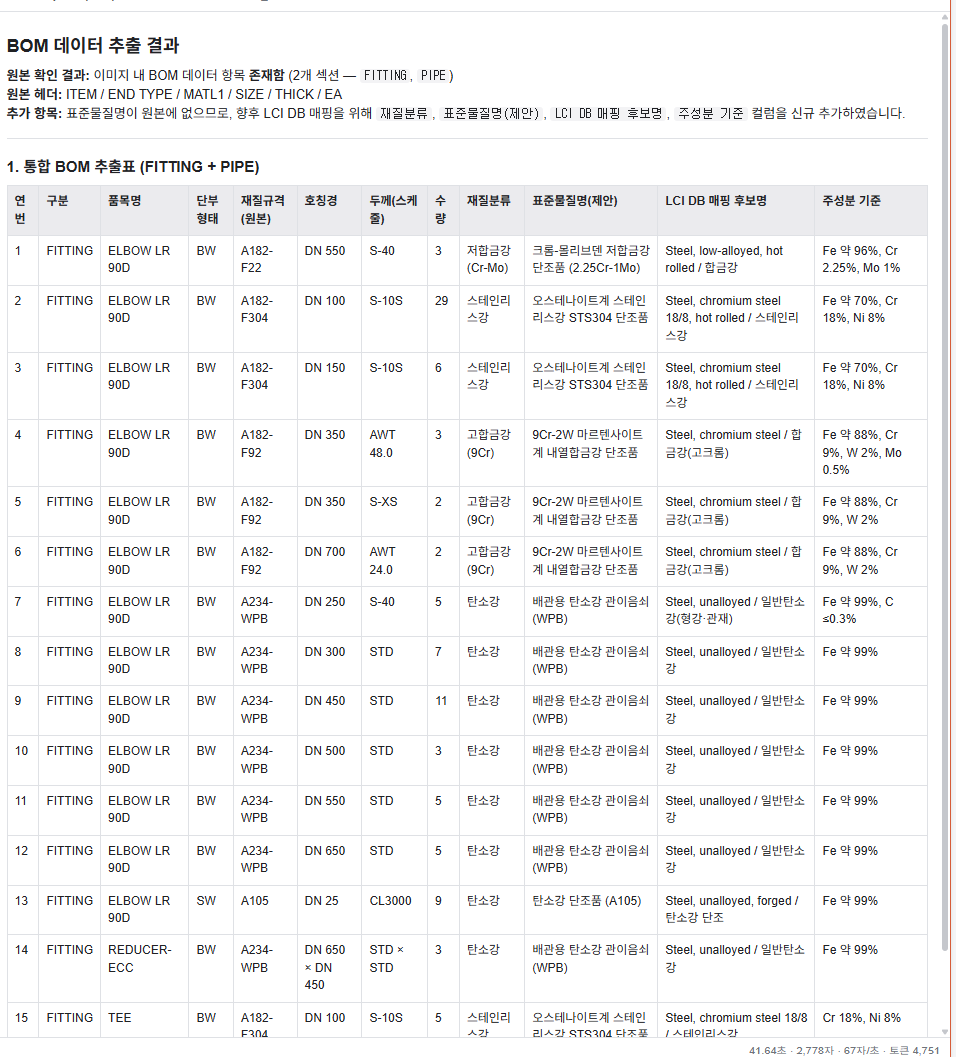 BOM 데이터 추출 결과
원본 확인 결과: 이미지 내 BOM 데이터 항목 존재함 (2개 섹션 — FITTING, PIPE)
원본 헤더: ITEM / END TYPE / MATL1 / SIZE / THICK / EA
추가 항목: 표준물질명이 원본에 없으므로, 향후 LCI DB 매핑을 위해 재질분류, 표준물질명(제안), LCI DB 매핑 후보명, 주성분 기준 컬럼을 신규 추가하였습니다.
1. 통합 BOM 추출표 (FITTING + PIPE)
연번 구분 품목명 단부형태 재질규격(원본) 호칭경 두께(스케줄) 수량 재질분류 표준물질명(제안) LCI DB 매핑 후보명 주성분 기준
1 FITTING ELBOW LR 90D BW A182-F22 DN 550 S-40 3 저합금강(Cr-Mo) 크롬-몰리브덴 저합금강 단조품 (2.25Cr-1Mo) Steel, low-alloyed, hot rolled / 합금강 Fe 약 96%, Cr 2.25%, Mo 1%
2 FITTING ELBOW LR 90D BW A182-F304 DN 100 S-10S 29 스테인리스강 오스테나이트계 스테인리스강 STS304 단조품 Steel, chromium steel 18/8, hot rolled / 스테인리스강 Fe 약 70%, Cr 18%, Ni 8%
3 FITTING ELBOW LR 90D BW A182-F304 DN 150 S-10S 6 스테인리스강 오스테나이트계 스테인리스강 STS304 단조품 Steel, chromium steel 18/8, hot rolled / 스테인리스강 Fe 약 70%, Cr 18%, Ni 8%
4 FITTING ELBOW LR 90D BW A182-F92 DN 350 AWT 48.0 3 고합금강(9Cr) 9Cr-2W 마르텐사이트계 내열합금강 단조품 Steel, chromium steel / 합금강(고크롬) Fe 약 88%, Cr 9%, W 2%, Mo 0.5%
5 FITTING ELBOW LR 90D BW A182-F92 DN 350 S-XS 2 고합금강(9Cr) 9Cr-2W 마르텐사이트계 내열합금강 단조품 Steel, chromium steel / 합금강(고크롬) Fe 약 88%, Cr 9%, W 2%
6 FITTING ELBOW LR 90D BW A182-F92 DN 700 AWT 24.0 2 고합금강(9Cr) 9Cr-2W 마르텐사이트계 내열합금강 단조품 Steel, chromium steel / 합금강(고크롬) Fe 약 88%, Cr 9%, W 2%
7 FITTING ELBOW LR 90D BW A234-WPB DN 250 S-40 5 탄소강 배관용 탄소강 관이음쇠(WPB) Steel, unalloyed / 일반탄소강(형강·관재) Fe 약 99%, C ≤0.3%
8 FITTING ELBOW LR 90D BW A234-WPB DN 300 STD 7 탄소강 배관용 탄소강 관이음쇠(WPB) Steel, unalloyed / 일반탄소강 Fe 약 99%
9 FITTING ELBOW LR 90D BW A234-WPB DN 450 STD 11 탄소강 배관용 탄소강 관이음쇠(WPB) Steel, unalloyed / 일반탄소강 Fe 약 99%
10 FITTING ELBOW LR 90D BW A234-WPB DN 500 STD 3 탄소강 배관용 탄소강 관이음쇠(WPB) Steel, unalloyed / 일반탄소강 Fe 약 99%
11 FITTING ELBOW LR 90D BW A234-WPB DN 550 STD 5 탄소강 배관용 탄소강 관이음쇠(WPB) Steel, unalloyed / 일반탄소강 Fe 약 99%
12 FITTING ELBOW LR 90D BW A234-WPB DN 650 STD 5 탄소강 배관용 탄소강 관이음쇠(WPB) Steel, unalloyed / 일반탄소강 Fe 약 99%
13 FITTING ELBOW LR 90D SW A105 DN 25 CL3000 9 탄소강 탄소강 단조품 (A105) Steel, unalloyed, forged / 탄소강 단조 Fe 약 99%
14 FITTING REDUCER-ECC BW A234-WPB DN 650 × DN 450 STD × STD 3 탄소강 배관용 탄소강 관이음쇠(WPB) Steel, unalloyed / 일반탄소강 Fe 약 99%
15 FITTING TEE BW A182-F304 DN 100 S-10S 5 스테인리스강 오스테나이트계 스테인리스강 STS304 단조품 Steel, chromium steel 18/8 / 스테인리스강 Cr 18%, Ni 8%
41.64초 · 2,778자 · 67자/초 · 토큰 4,751